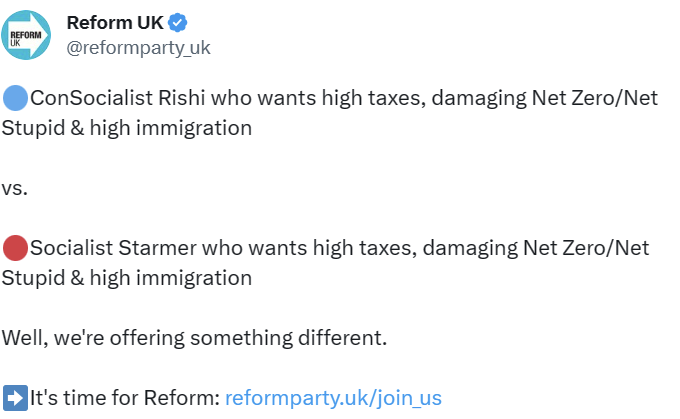 REFORM
UK
Reform UK
@reformparty_uk
🔵ConSocialist Rishi who wants high taxes, damaging Net Zero/Net
Stupid & high immigration
vs.
🔴Socialist Starmer who wants high taxes, damaging Net Zero/Net
Stupid & high immigration
Well, we're offering something different.
➡️It's time for Reform: reformparty.uk/join_us